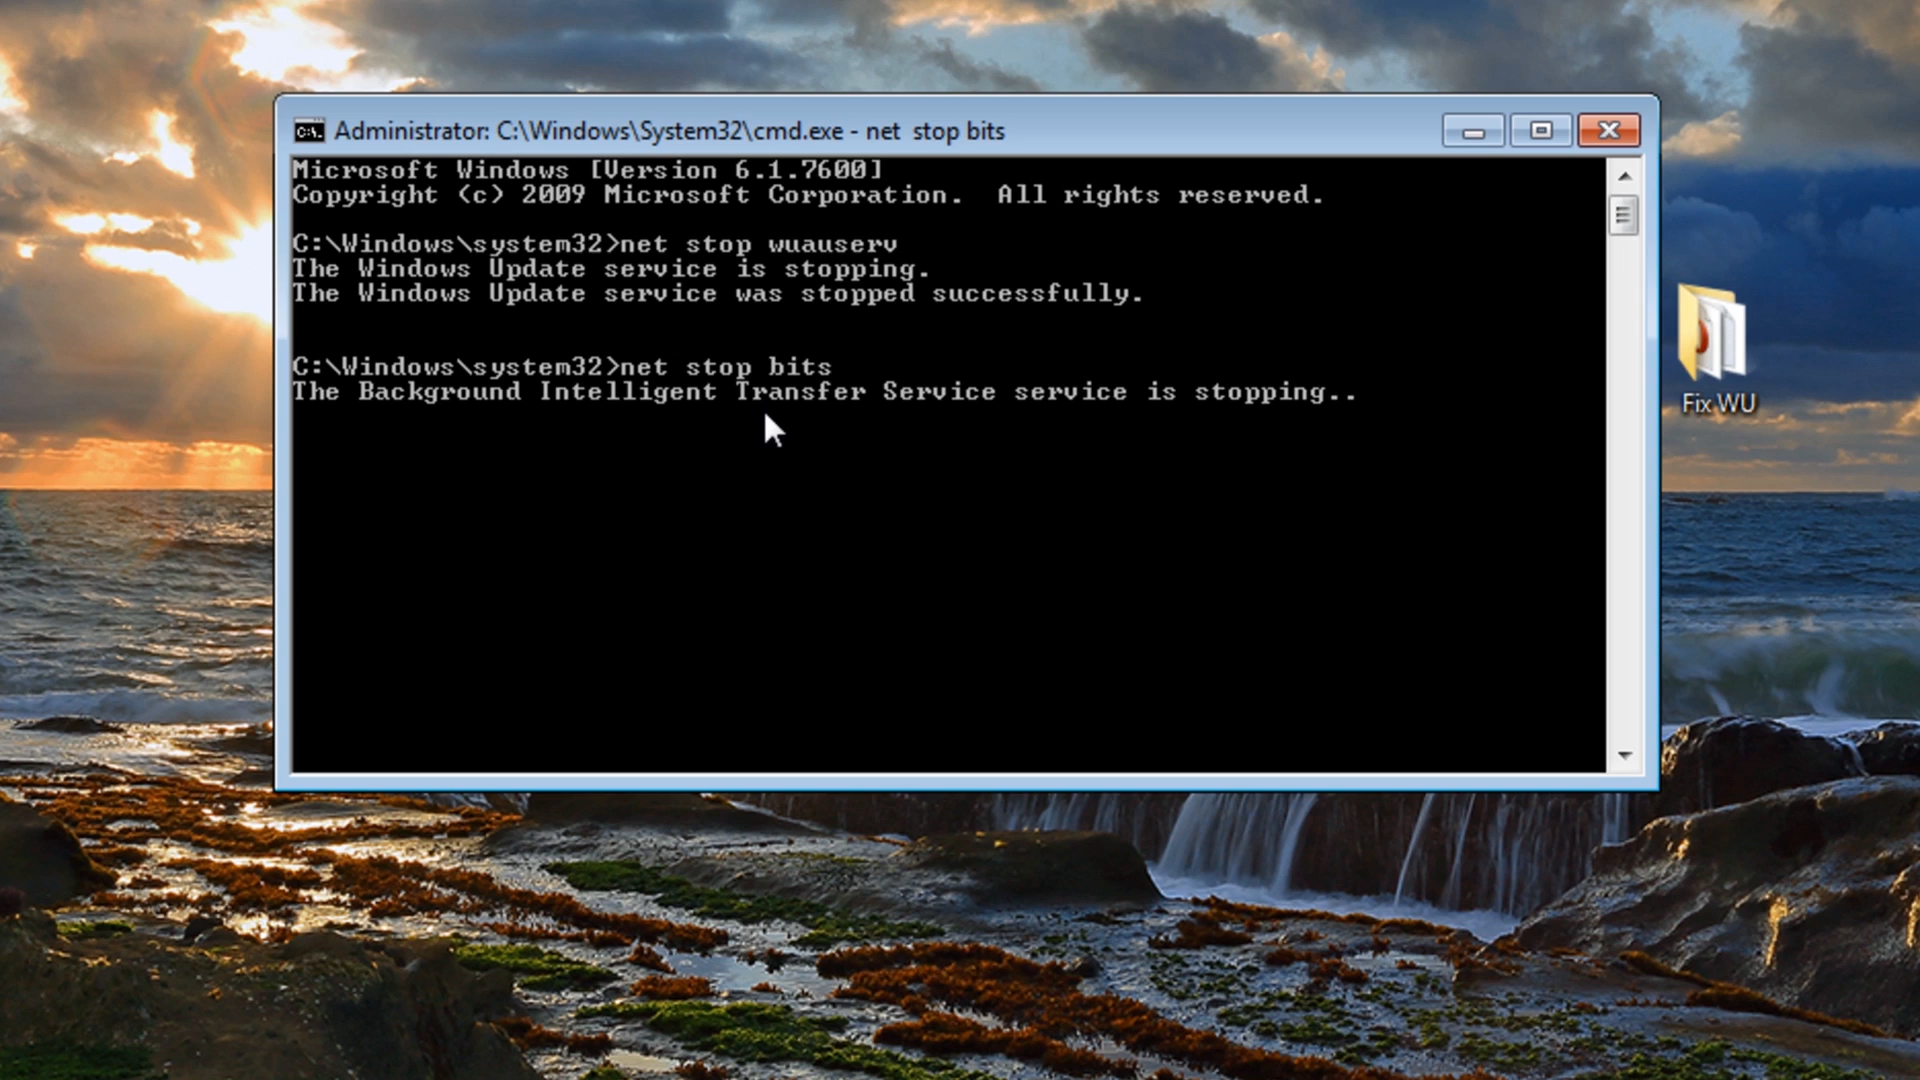 Administrator: C:\Windows\System32\cmd.exe - net  stop bits
Microsoft Windows [Version 6.1.7600]
Copyright (c) 2009 Microsoft Corporation.  All rights reserved.
C:\Windows\system32>net stop wuauserv
The Windows Update service is stopping.
The Windows Update service was stopped successfully.
C:\Windows\system32>net stop bits
The Background Intelligent Transfer Service service is stopping..
Fix WU